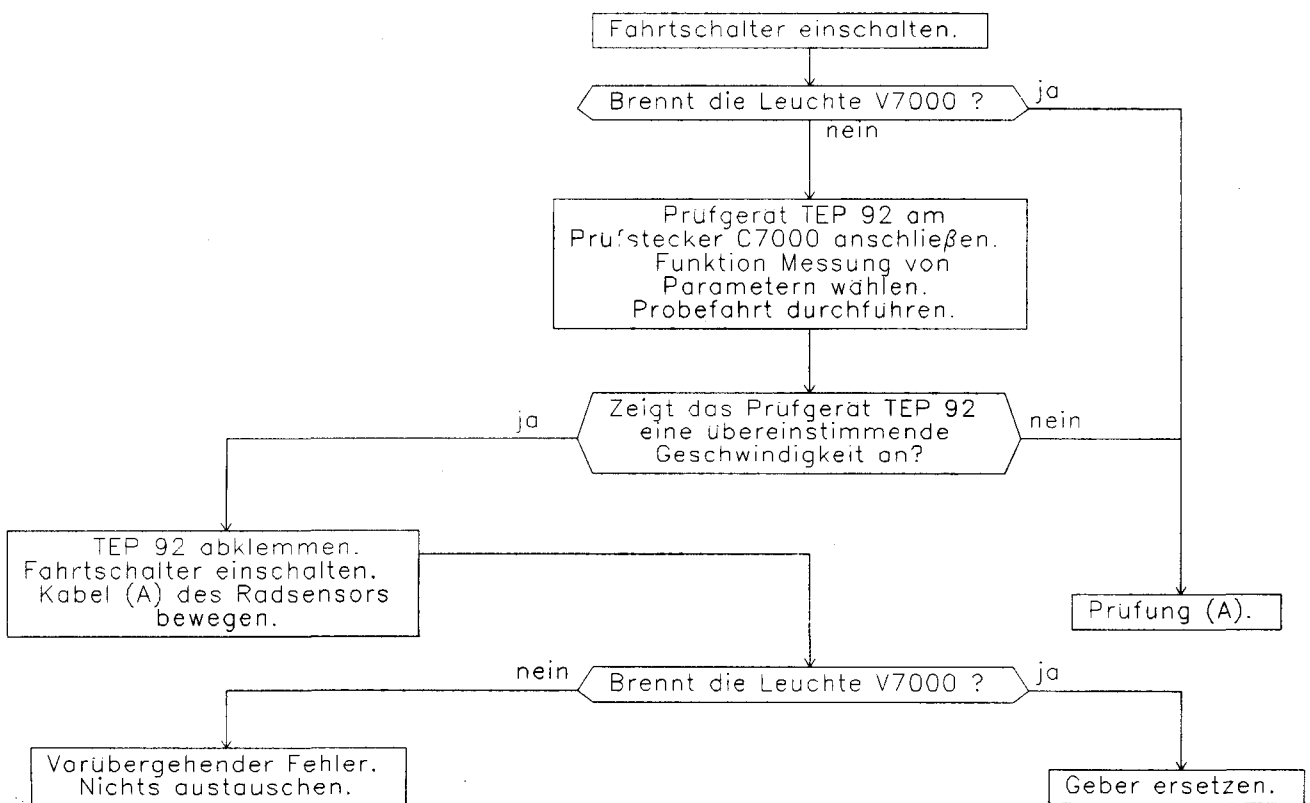 Fahrtschalter einschalten.
Brennt die Leuchte V7000 ?
ja
nein
Prüfgerät TEP 92 am
Prüfstecker C7000 anschließen.
Funktion Messung von
Parametern wählen.
Probefahrt durchführen.
ja
Zeigt das Prüfgerät TEP 92
eine übereinstimmende
Geschwindigkeit an?
nein
TEP 92 abklemmen.
Fahrtschalter einschalten.
Kabel (A) des Radsensors
bewegen.
Prüfung (A).
nein
Brennt die Leuchte V7000 ?
ja
Vorübergehender Fehler.
Nichts austauschen.
Geber ersetzen.